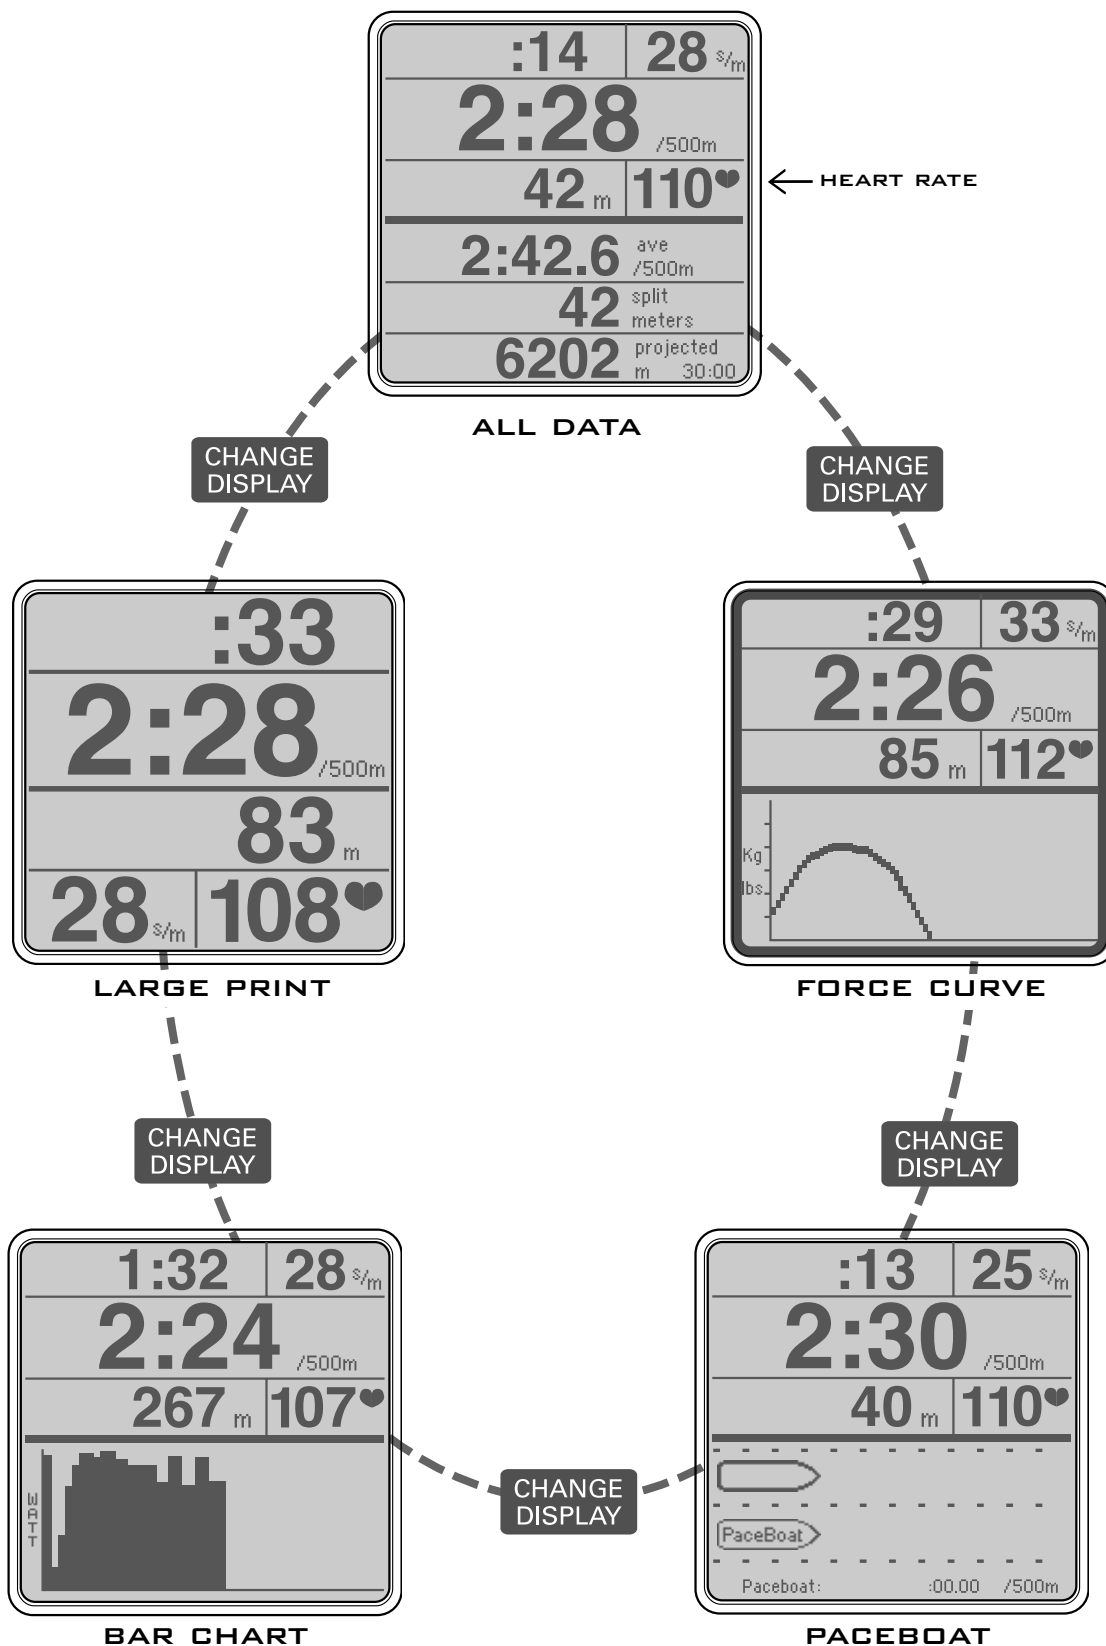 :14 28 s/m
2:28 /500m
42 m 110
HEART RATE
2:42.6 ave /500m
42 split meters
6202 projected m 30:00
ALL DATA
CHANGE DISPLAY
CHANGE DISPLAY
:33
2:28 /500m
83 m
28 s/m 108
LARGE PRINT
:29 33 s/m
2:26 /500m
85 m 112
Kg
lbs
FORCE CURVE
CHANGE DISPLAY
CHANGE DISPLAY
1:32 28 s/m
2:24 /500m
267 m 107
WATT
BAR CHART
CHANGE DISPLAY
:13 25 s/m
2:30 /500m
40 m 110
PaceBoat
Paceboat: :00.00 /500m
PACEBOAT